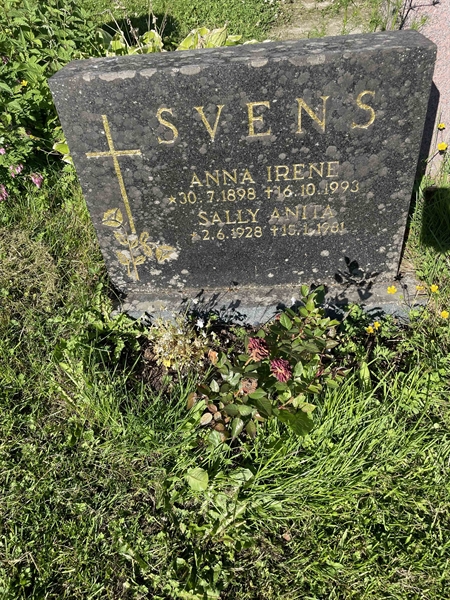 SVENS
ANNA IRENE
*30.7.1898 †16.10.1993
SALLY ANITA
*2.6.1928 †15.1.1981